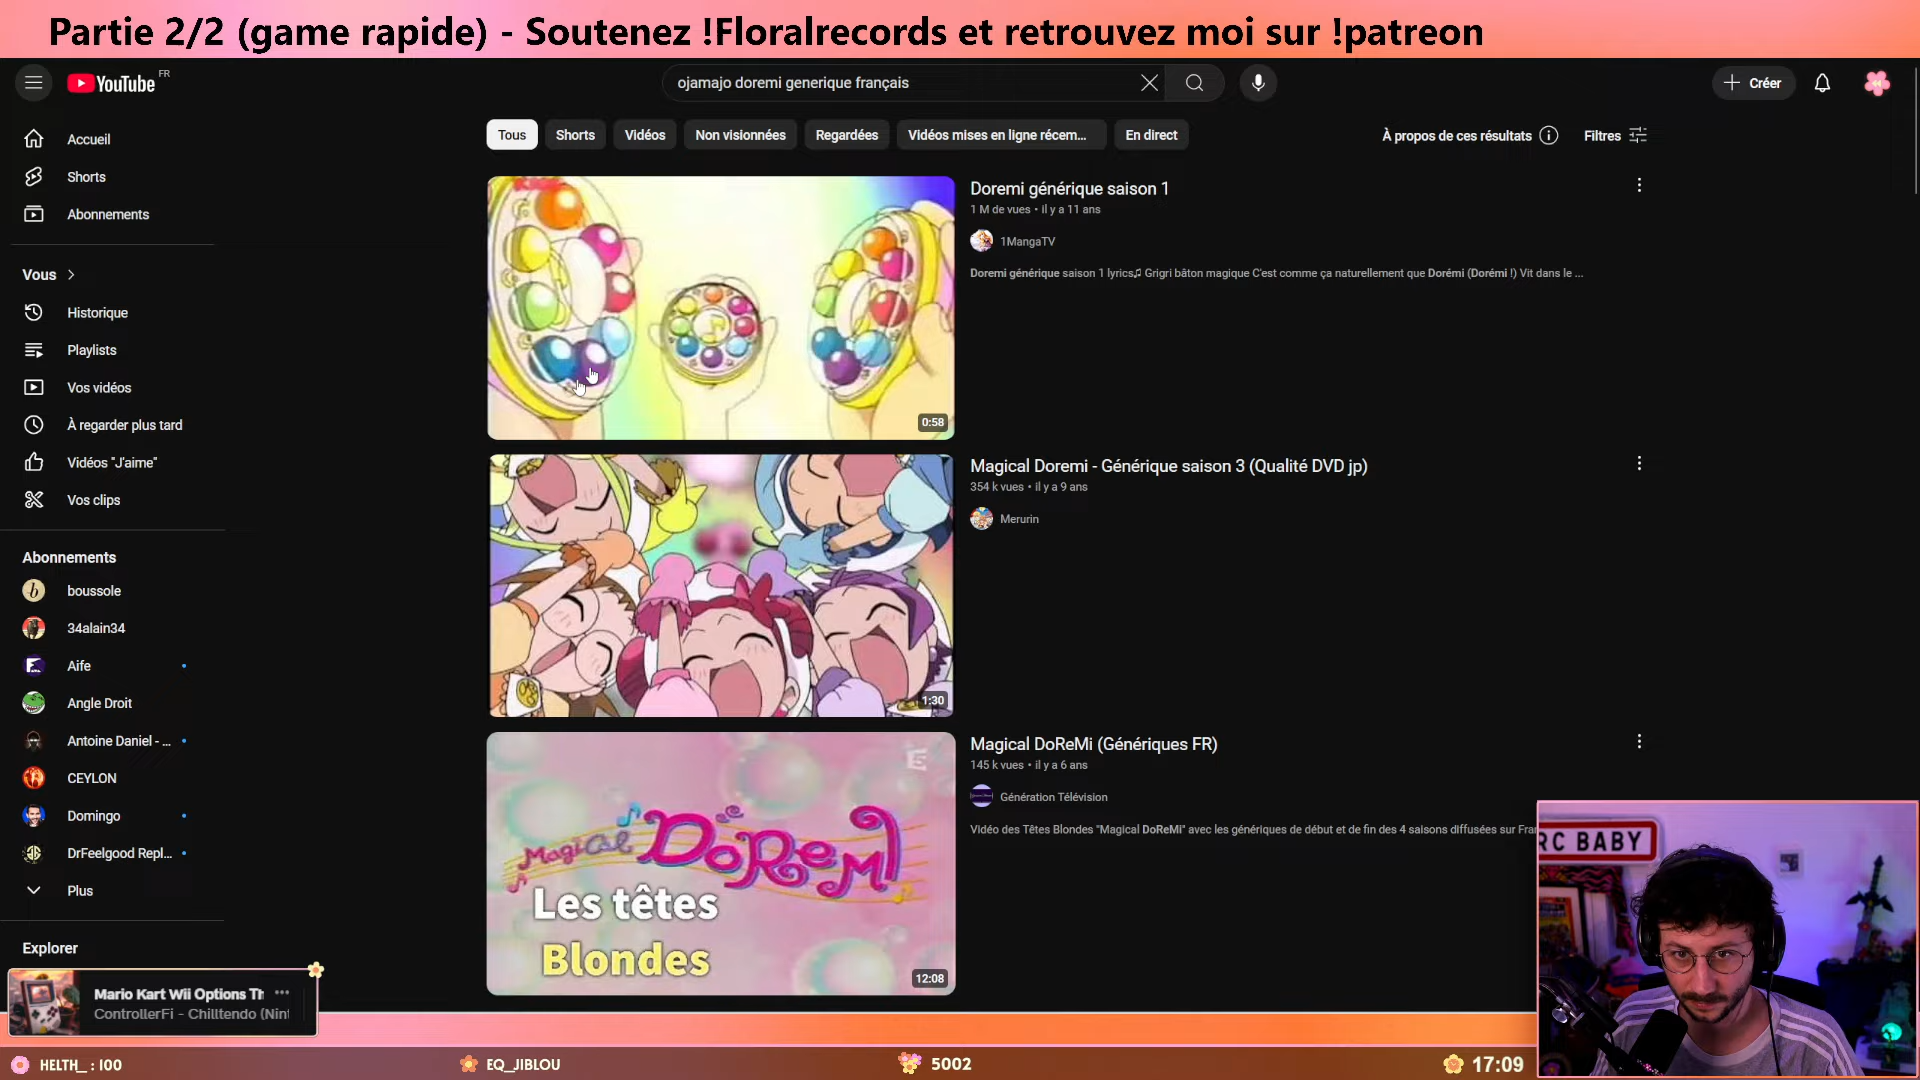 Partie 2/2 (game rapide) - Soutenez !Floralrecords et retrouvez moi sur !patreon
YouTube FR
ojamajo doremi generique français
Créer
Tous
Shorts
Vidéos
Non visionnées
Regardées
Vidéos mises en ligne récem...
En direct
À propos de ces résultats
Filtres
Accueil
Shorts
Abonnements
Vous
Historique
Playlists
Vos vidéos
À regarder plus tard
Vidéos "J'aime"
Vos clips
Abonnements
boussole
34alain34
Aife
Angle Droit
Antoine Daniel - ...
CEYLON
Domingo
DrFeelgood Repl...
Plus
Explorer
0:58
Doremi générique saison 1
1 M de vues • il y a 11 ans
1MangaTV
Doremi générique saison 1 lyrics♫ Grigri bâton magique C'est comme ça naturellement que Dorémi (Dorémi !) Vit dans le ...
1:30
Magical Doremi - Générique saison 3 (Qualité DVD jp)
354 k vues • il y a 9 ans
Merurin
Magical DoReMi
Les têtes
Blondes
12:08
Magical DoReMi (Génériques FR)
145 k vues • il y a 6 ans
Génération Télévision
Vidéo des Têtes Blondes "Magical DoReMi" avec les génériques de début et de fin des 4 saisons diffusées sur Fran
RC BABY
Mario Kart Wii Options Th
ControllerFi - Chilltendo (Nint
HELTH_ : 100
EQ_JIBLOU
5002
17:09